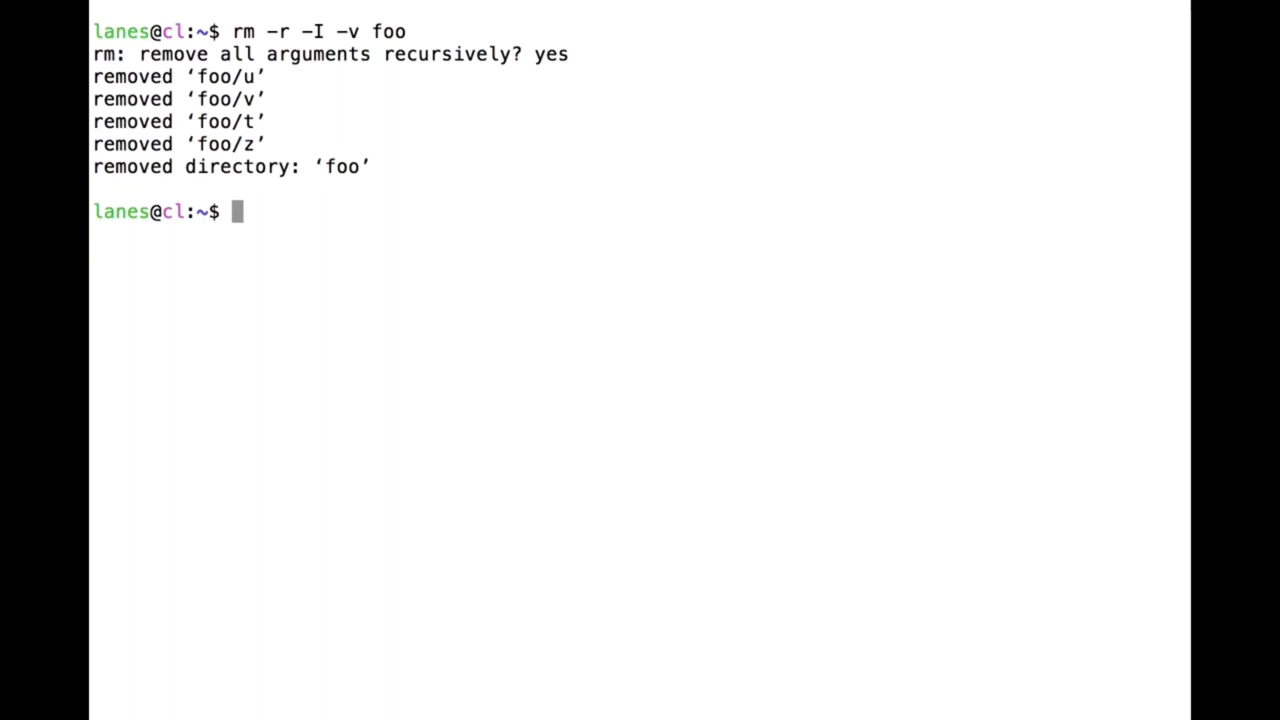 lanes@cl:~$ rm -r -I -v foo
rm: remove all arguments recursively? yes
removed ‘foo/u’
removed ‘foo/v’
removed ‘foo/t’
removed ‘foo/z’
removed directory: ‘foo’
lanes@cl:~$